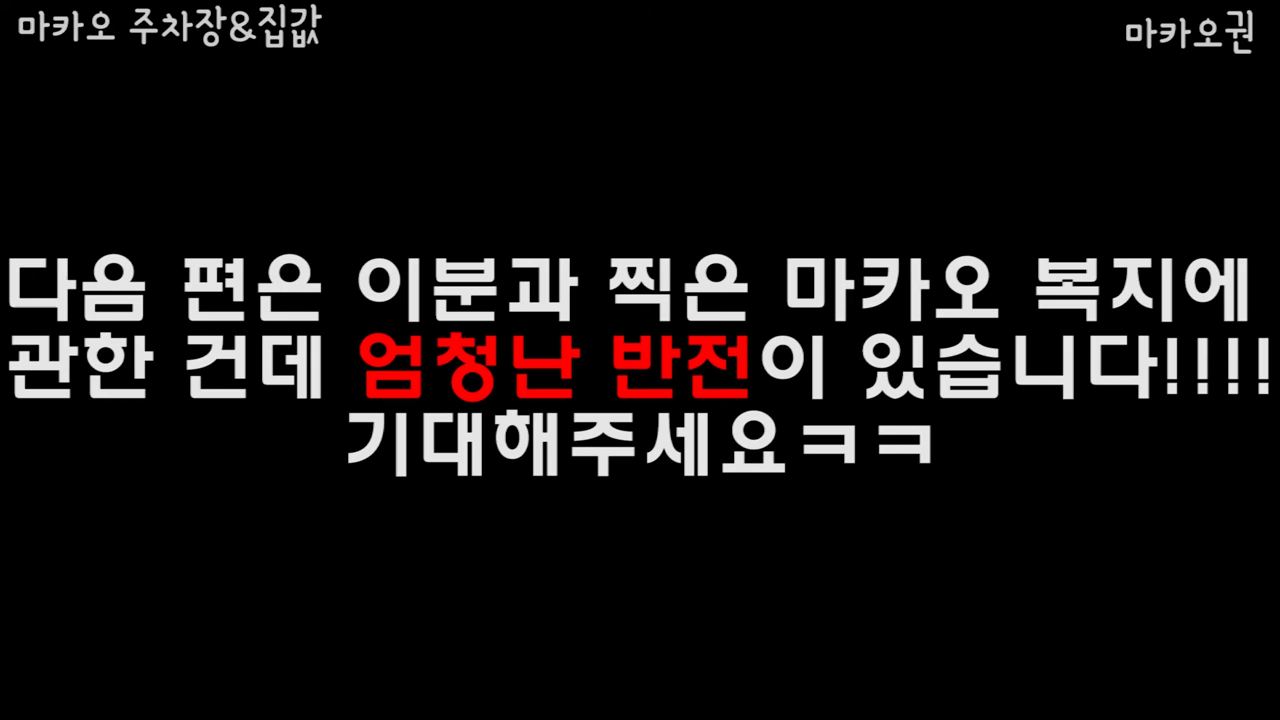 마카오 주차장&집값
마카오권
다음 편은 이분과 찍은 마카오 복지에
관한 건데 엄청난 반전이 있습니다!!!!
기대해주세요ㅋㅋ